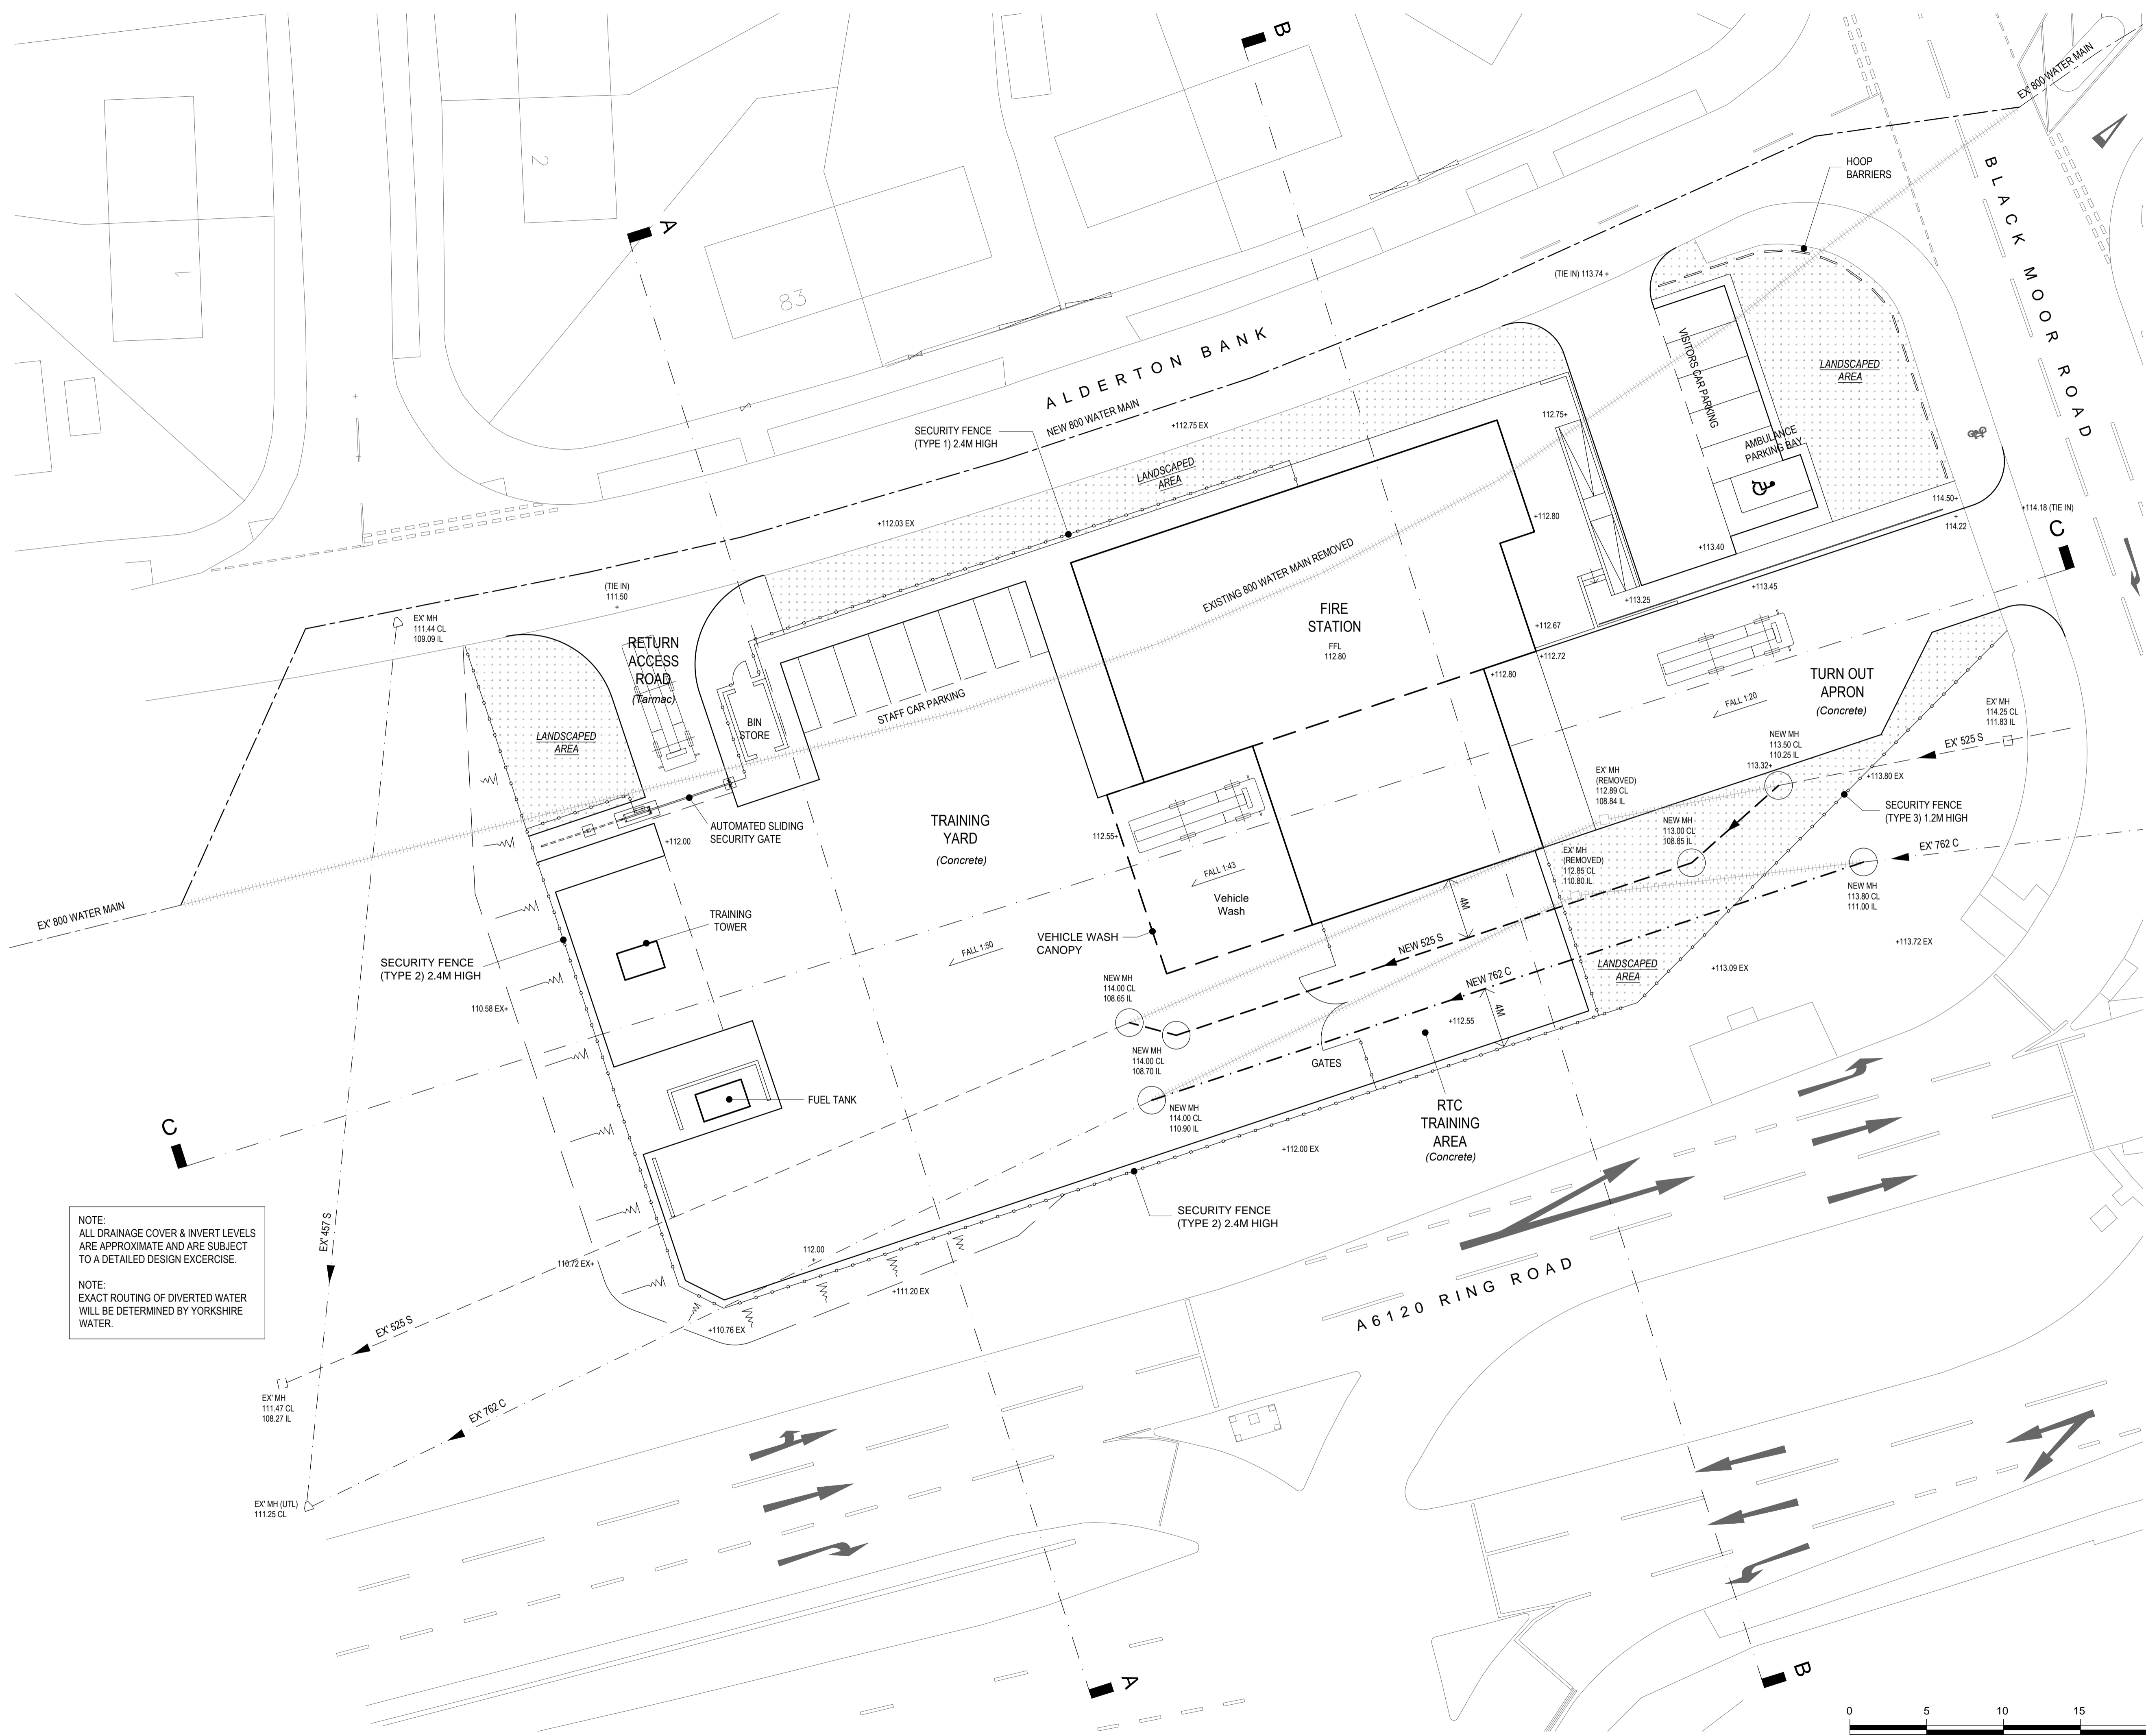 B
EX' 800 WATER MAIN
2
1
A
83
HOOP
BARRIERS
BLACK MOOR ROAD
(TIE IN) 113.74 +
ALDERTON BANK
NEW 800 WATER MAIN
VISITORS CAR PARKING
LANDSCAPED
AREA
SECURITY FENCE
(TYPE 1) 2.4M HIGH
+112.75 EX
112.75+
AMBULANCE
PARKING BAY
LANDSCAPED
AREA
+112.03 EX
+112.80
114.50+
+
114.22
+114.18 (TIE IN)
C
EXISTING 800 WATER MAIN REMOVED
+113.40
(TIE IN)
111.50
+
EX' MH
111.44 CL
109.09 IL
FIRE
STATION
FFL
112.80
+113.25
+113.45
+112.67
+112.72
+112.80
RETURN
ACCESS
ROAD
(Tarmac)
BIN
STORE
STAFF CAR PARKING
LANDSCAPED
AREA
TURN OUT
APRON
(Concrete)
FALL 1:20
EX' MH
114.25 CL
111.83 IL
EX' 525 S
NEW MH
113.50 CL
110.25 IL
113.32+
+113.80 EX
EX' MH
(REMOVED)
112.89 CL
108.84 IL
SECURITY FENCE
(TYPE 3) 1.2M HIGH
AUTOMATED SLIDING
SECURITY GATE
+112.00
TRAINING
YARD
(Concrete)
112.55+
NEW MH
113.00 CL
108.85 IL
EX' MH
(REMOVED)
112.85 CL
110.80 IL
EX' 762 C
FALL 1:43
Vehicle
Wash
NEW MH
113.80 CL
111.00 IL
4M
EX' 800 WATER MAIN
TRAINING
TOWER
VEHICLE WASH
CANOPY
FALL 1:50
NEW 525 S
+113.72 EX
SECURITY FENCE
(TYPE 2) 2.4M HIGH
LANDSCAPED
AREA
+113.09 EX
NEW MH
114.00 CL
108.65 IL
NEW 762 C
4M
110.58 EX+
+112.55
NEW MH
114.00 CL
108.70 IL
GATES
FUEL TANK
NEW MH
114.00 CL
110.90 IL
RTC
TRAINING
AREA
(Concrete)
C
+112.00 EX
SECURITY FENCE
(TYPE 2) 2.4M HIGH
NOTE:
ALL DRAINAGE COVER & INVERT LEVELS
ARE APPROXIMATE AND ARE SUBJECT
TO A DETAILED DESIGN EXCERCISE.
NOTE:
EXACT ROUTING OF DIVERTED WATER
WILL BE DETERMINED BY YORKSHIRE
WATER.
EX' 457 S
110.72 EX+
112.00
+
+111.20 EX
+110.76 EX
A6120 RING ROAD
EX' 525 S
EX' MH
111.47 CL
108.27 IL
EX' 762 C
EX' MH (UTL)
111.25 CL
A
B
0 5 10 15